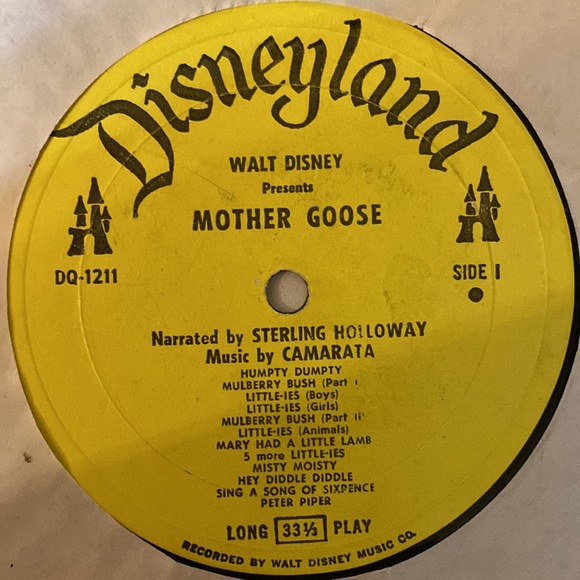 Disneyland
WALT DISNEY
Presents
MOTHER GOOSE
DQ-1211
SIDE I
Narrated by STERLING HOLLOWAY
Music by CAMARATA
HUMPTY DUMPTY
MULBERRY BUSH (Part I
LITTLE-IES (Boys)
LITTLE-IES (Girls)
MULBERRY BUSH (Part II)
LITTLE-IES (Animals)
MARY HAD A LITTLE LAMB
5 more LITTLE-IES
MISTY MOISTY
HEY DIDDLE DIDDLE
SING A SONG OF SIXPENCE
PETER PIPER
LONG 33⅓ PLAY
RECORDED BY WALT DISNEY MUSIC CO.